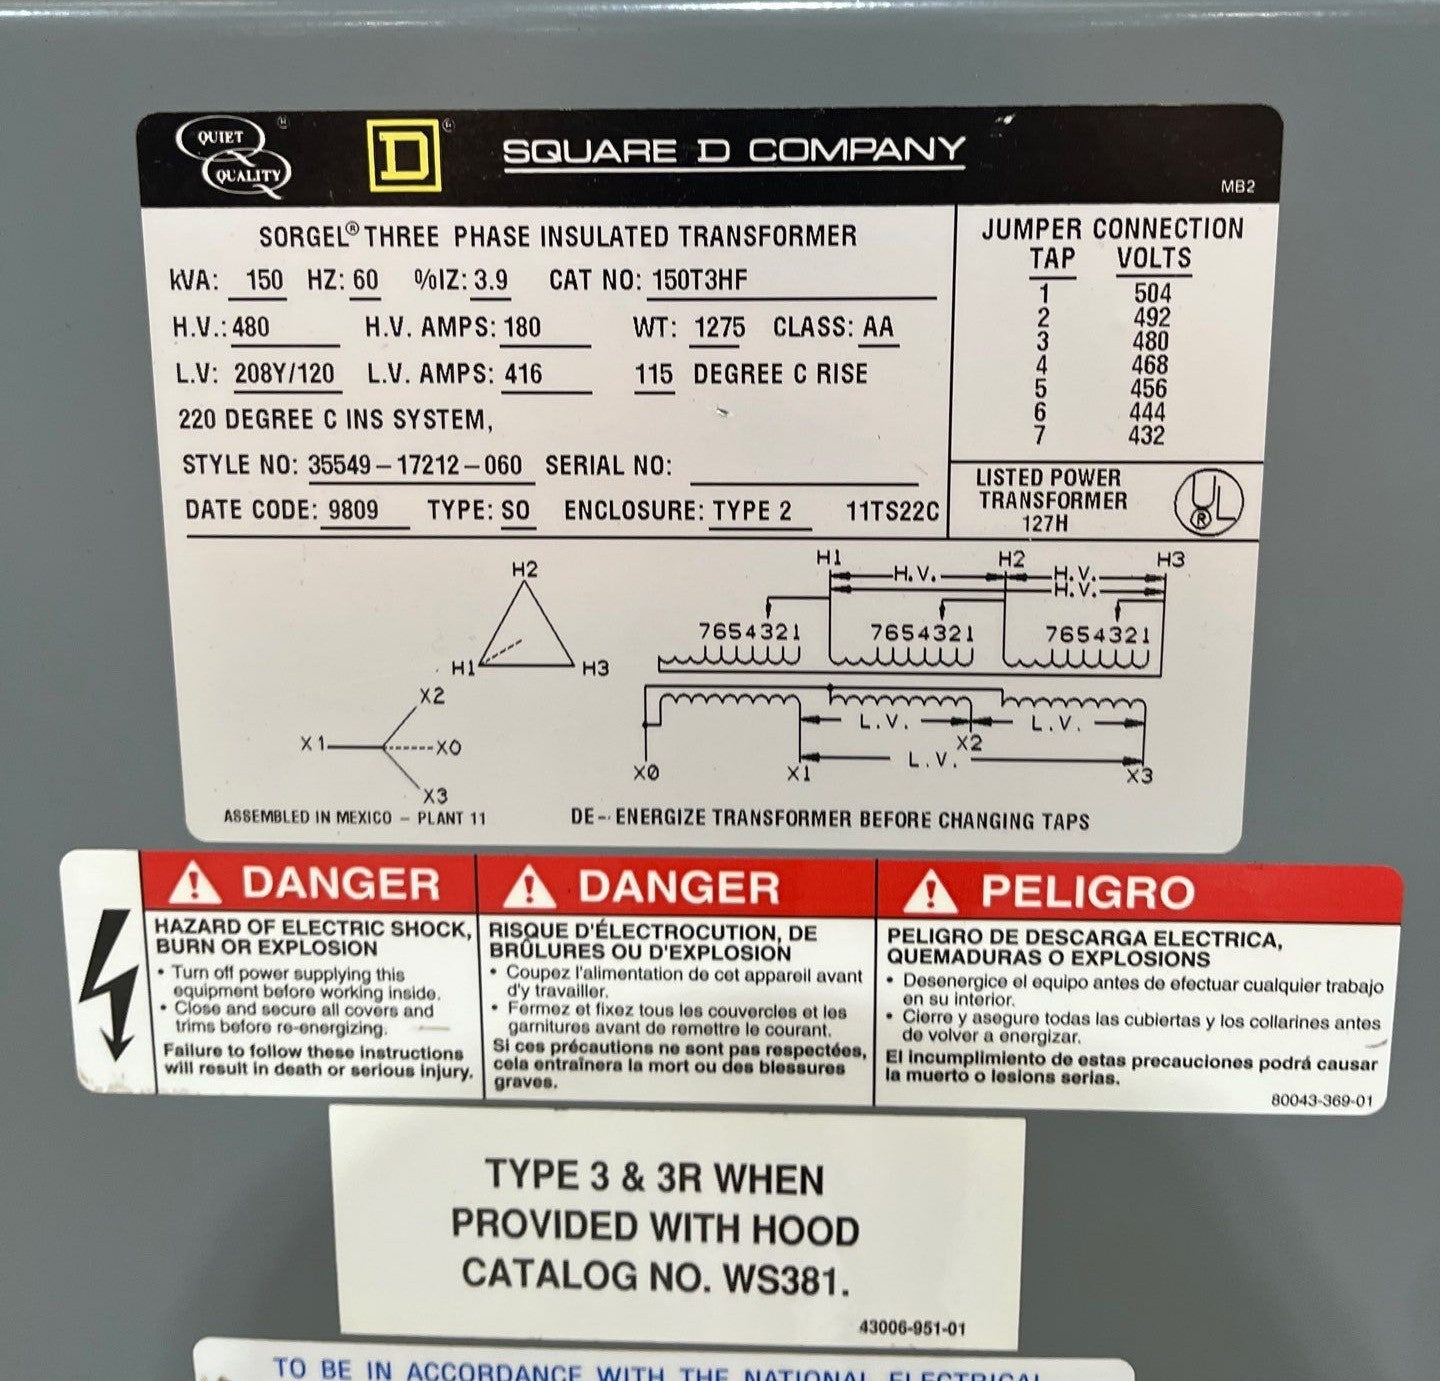 QUIET
QUALITY
SQUARE D COMPANY
MB2
SORGEL® THREE PHASE INSULATED TRANSFORMER
kVA: 150 HZ: 60 %IZ: 3.9 CAT NO: 150T3HF
H.V.: 480 H.V. AMPS: 180 WT: 1275 CLASS: AA
L.V: 208Y/120 L.V. AMPS: 416 115 DEGREE C RISE
220 DEGREE C INS SYSTEM,
STYLE NO: 35549-17212-060 SERIAL NO:
DATE CODE: 9809 TYPE: SO ENCLOSURE: TYPE 2 11TS22C
JUMPER CONNECTION
TAP VOLTS
1 504
2 492
3 480
4 468
5 456
6 444
7 432
LISTED POWER
TRANSFORMER
127H
UL ®
H2
H1 H3
X2
X1 X0
X3
H1 H2 H3
H.V. H.V.
H.V.
7654321 7654321 7654321
L.V. L.V.
X2
L.V.
X0 X1 X3
ASSEMBLED IN MEXICO - PLANT 11
DE-ENERGIZE TRANSFORMER BEFORE CHANGING TAPS
DANGER
HAZARD OF ELECTRIC SHOCK,
BURN OR EXPLOSION
• Turn off power supplying this
equipment before working inside.
• Close and secure all covers and
trims before re-energizing.
Failure to follow these instructions
will result in death or serious injury.
DANGER
RISQUE D'ÉLECTROCUTION, DE
BRÛLURES OU D'EXPLOSION
• Coupez l'alimentation de cet appareil avant
d'y travailler.
• Fermez et fixez tous les couvercles et les
garnitures avant de remettre le courant.
Si ces précautions ne sont pas respectées,
cela entraînera la mort ou des blessures
graves.
PELIGRO
PELIGRO DE DESCARGA ELECTRICA,
QUEMADURAS O EXPLOSIONS
• Desenergice el equipo antes de efectuar cualquier trabajo
en su interior.
• Cierre y asegure todas las cubiertas y los collarines antes
de volver a energizar.
El incumplimiento de estas precauciones podrá causar
la muerto o lesions serias.
80043-369-01
TYPE 3 & 3R WHEN
PROVIDED WITH HOOD
CATALOG NO. WS381.
43006-951-01
TO BE IN ACCORDANCE WITH THE NATIONAL ELECTRICAL